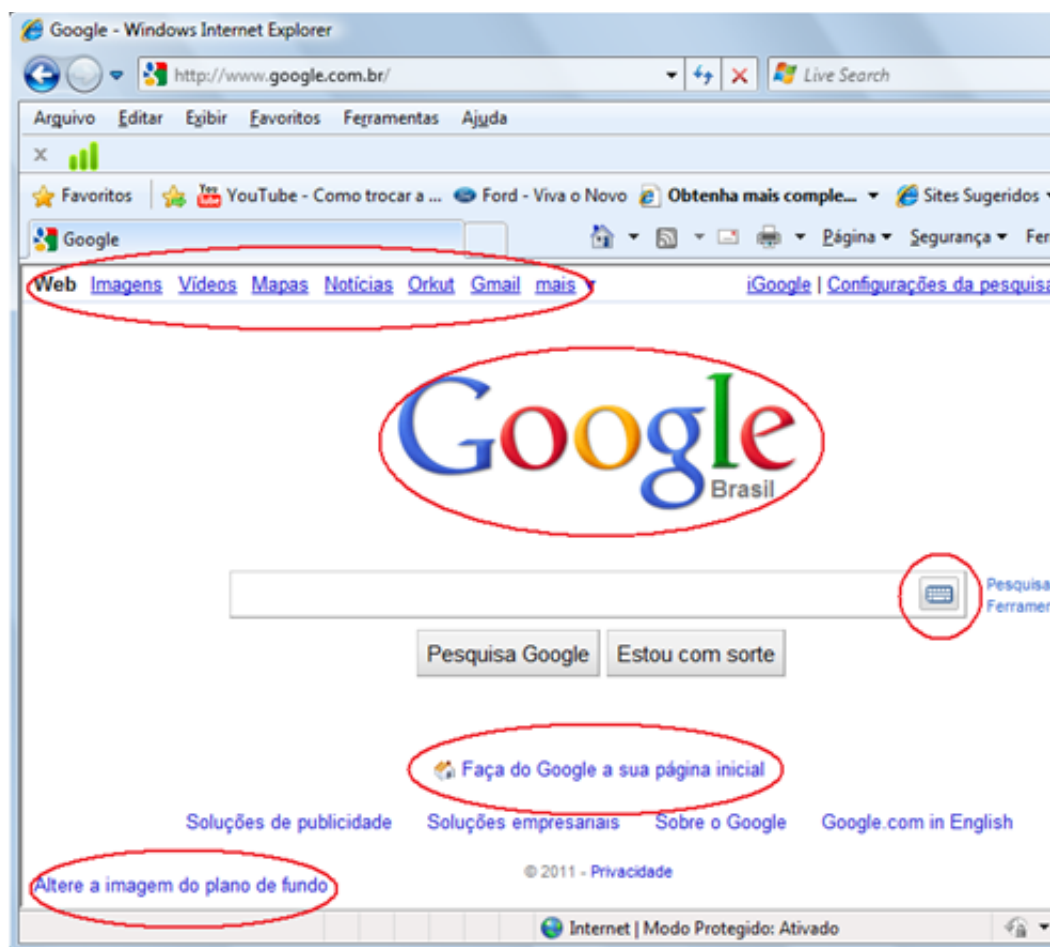 Google - Windows Internet Explorer
http://www.google.com.br/ Live Search
Arquivo Editar Exibir Favoritos Ferramentas Ajuda
Favoritos YouTube - Como trocar a ... Ford - Viva o Novo Obtenha mais comple... Sites Sugeridos
Google Página Segurança Fer
Web Imagens Vídeos Mapas Notícias Orkut Gmail mais iGoogle | Configurações da pesquisa
Google
Brasil
Pesquisa
Ferramen
Pesquisa Google Estou com sorte
Faça do Google a sua página inicial
Soluções de publicidade Soluções empresariais Sobre o Google Google.com in English
© 2011 - Privacidade
Altere a imagem do plano de fundo
Internet | Modo Protegido: Ativado